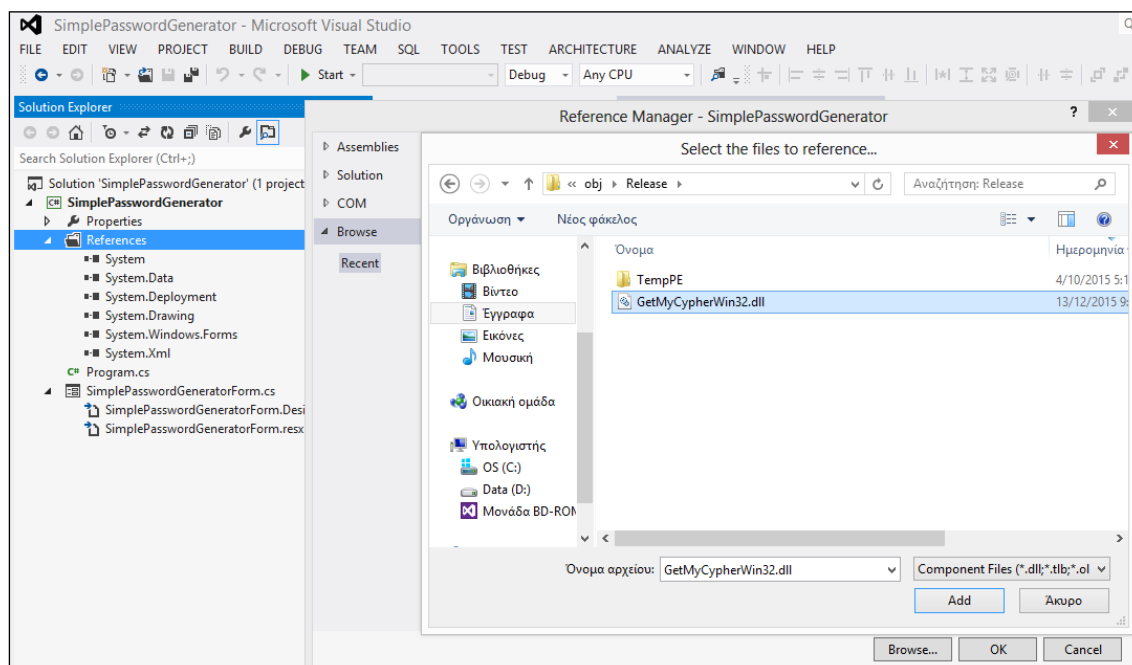 SimplePasswordGenerator - Microsoft Visual Studio
FILE EDIT VIEW PROJECT BUILD DEBUG TEAM SQL TOOLS TEST ARCHITECTURE ANALYZE WINDOW HELP
Start Debug Any CPU
Solution Explorer
Search Solution Explorer (Ctrl+;)
Solution 'SimplePasswordGenerator' (1 project
C# SimplePasswordGenerator
Properties
References
System
System.Data
System.Deployment
System.Drawing
System.Windows.Forms
System.Xml
C# Program.cs
SimplePasswordGeneratorForm.cs
SimplePasswordGeneratorForm.Desi
SimplePasswordGeneratorForm.resx
Reference Manager - SimplePasswordGenerator
? ×
Assemblies
Solution
COM
Browse
Recent
Select the files to reference...
« obj Release
Αναζήτηση: Release
Οργάνωση Νέος φάκελος
Όνομα Ημερομηνία
Βιβλιοθήκες
Βίντεο
Έγγραφα
Εικόνες
Μουσική
Οικιακή ομάδα
Υπολογιστής
OS (C:)
Data (D:)
Μονάδα BD-ROM
TempPE 4/10/2015 5:1
GetMyCypherWin32.dll 13/12/2015 9:
Όνομα αρχείου: GetMyCypherWin32.dll Component Files (*.dll;*.tlb;*.ol
Add Άκυρο
Browse... OK Cancel